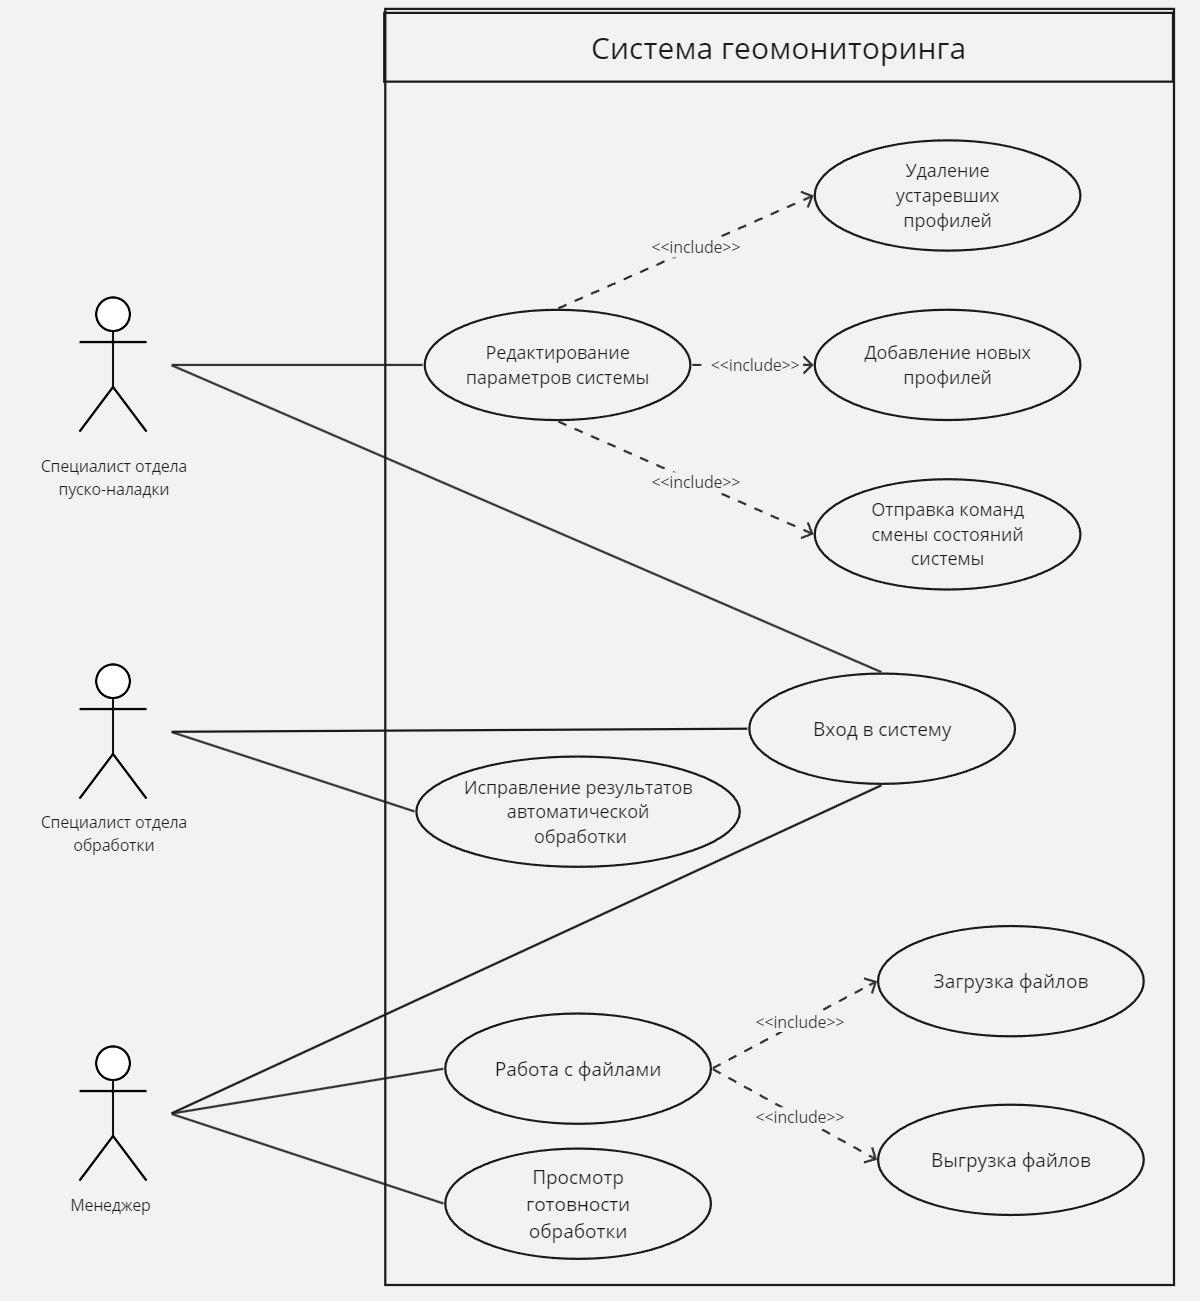 Система геомониторинга
Удаление
устаревших
профилей
<<include>>
Редактирование
параметров системы
<<include>>
Добавление новых
профилей
Специалист отдела
пуско-наладки
<<include>>
Отправка команд
смены состояний
системы
Вход в систему
Исправление результатов
автоматической
обработки
Специалист отдела
обработки
Загрузка файлов
<<include>>
Работа с файлами
<<include>>
Выгрузка файлов
Просмотр
готовности
обработки
Менеджер